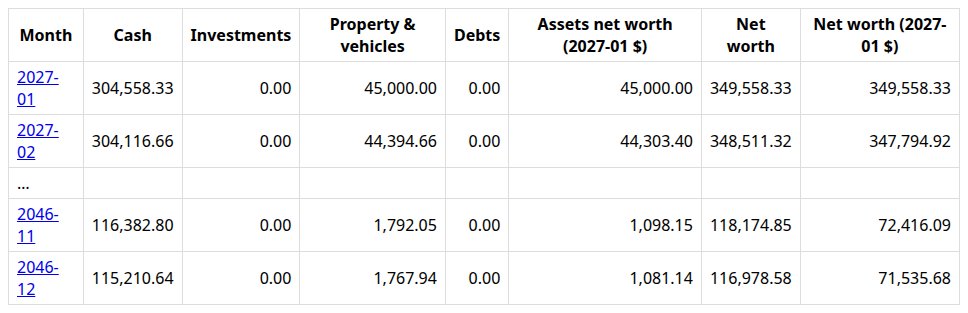 Month Cash Investments Property & vehicles Debts Assets net worth (2027-01 $) Net worth Net worth (2027-01 $)
2027-01 304,558.33 0.00 45,000.00 0.00 45,000.00 349,558.33 349,558.33
2027-02 304,116.66 0.00 44,394.66 0.00 44,303.40 348,511.32 347,794.92
...
2046-11 116,382.80 0.00 1,792.05 0.00 1,098.15 118,174.85 72,416.09
2046-12 115,210.64 0.00 1,767.94 0.00 1,081.14 116,978.58 71,535.68